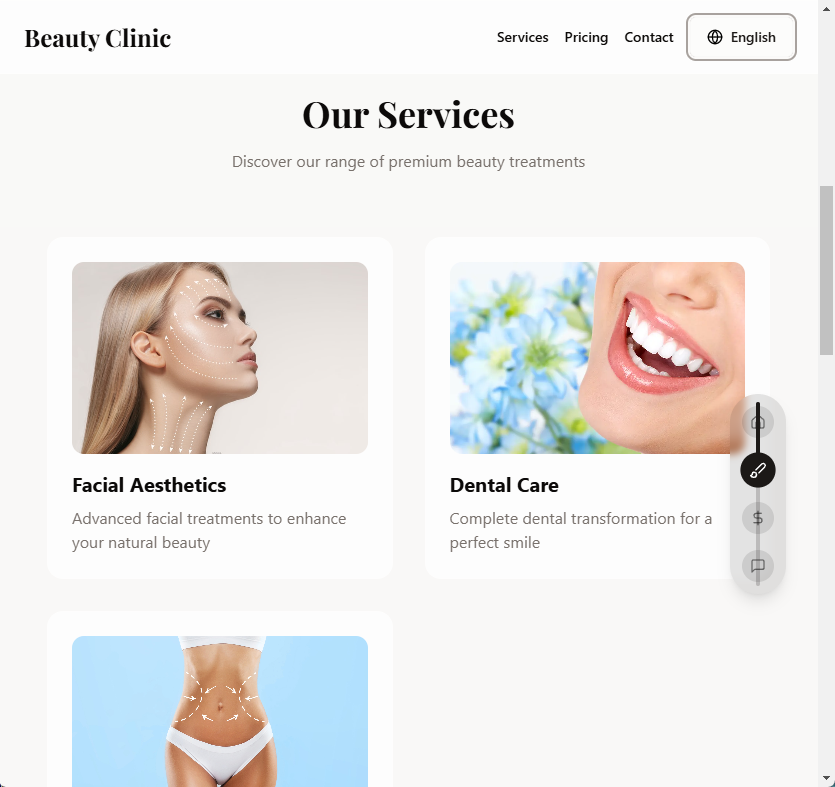 Beauty Clinic
Services Pricing Contact English
Our Services
Discover our range of premium beauty treatments
Facial Aesthetics
Advanced facial treatments to enhance
your natural beauty
Dental Care
Complete dental transformation for a
perfect smile
$